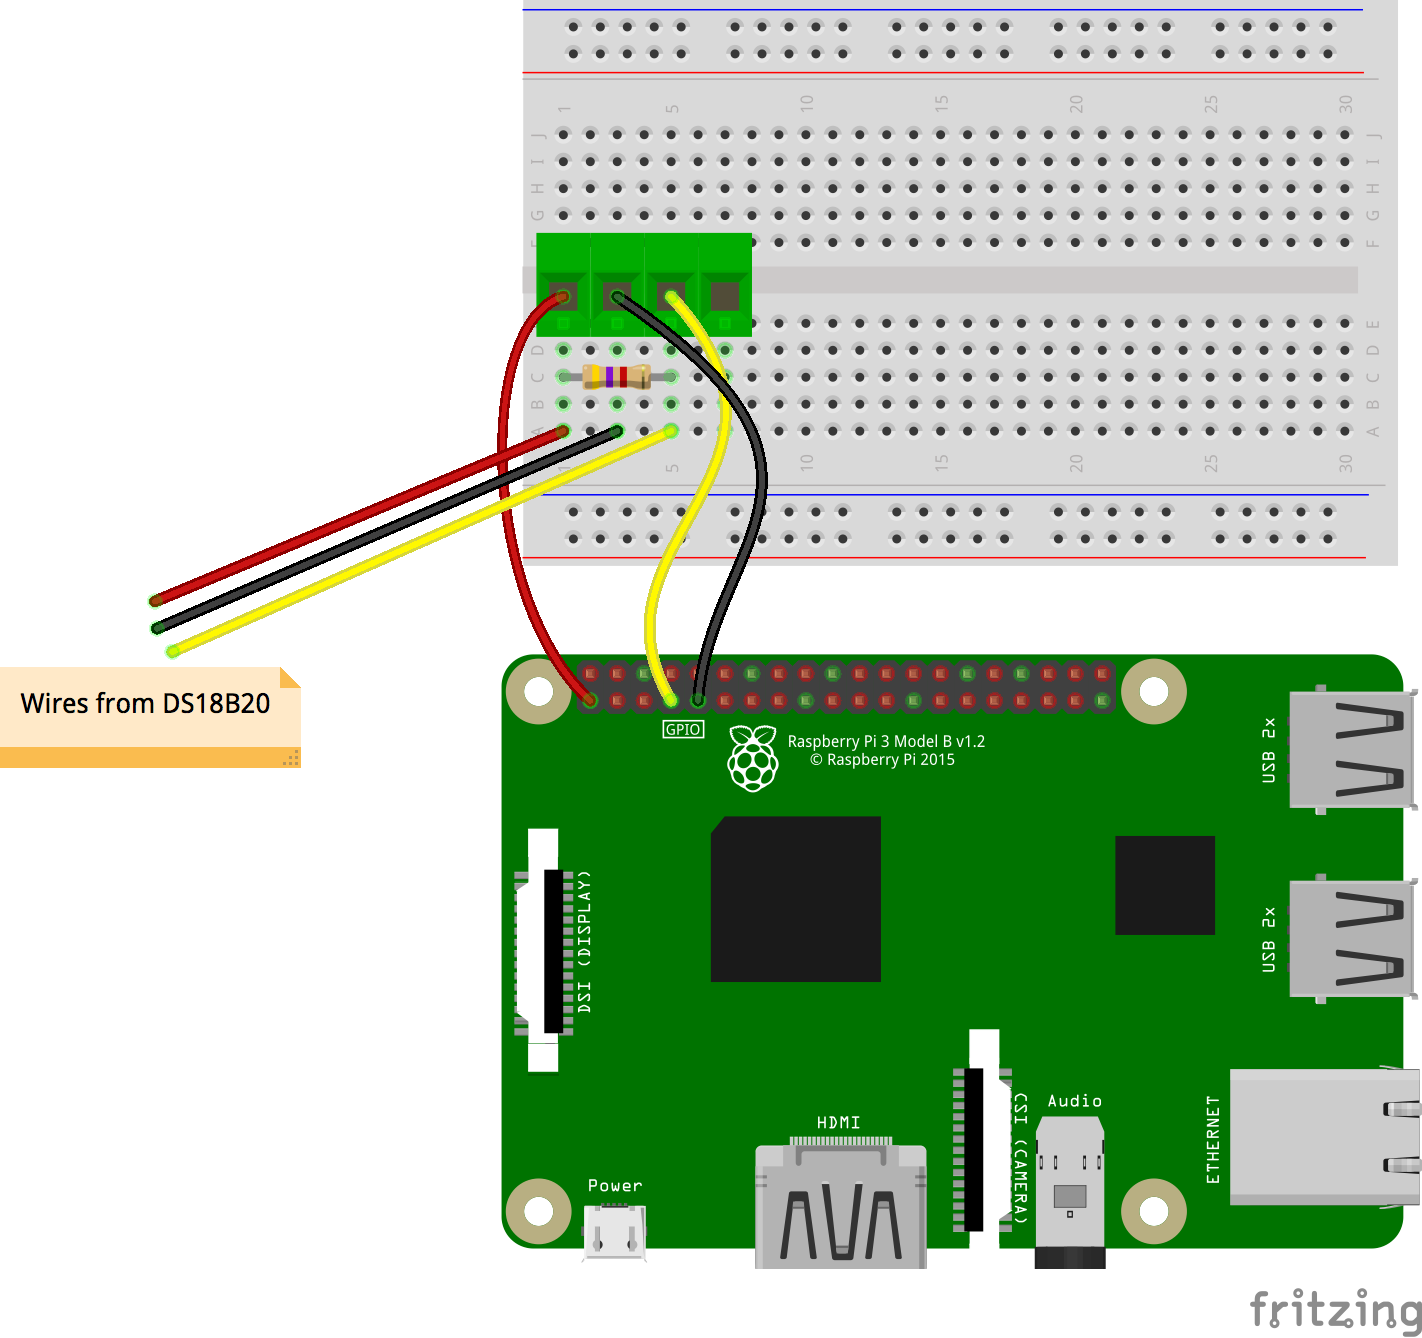 1 5 10 15 20 25 30
J J
I I
H H
G G
F F
E
D D
C C
B B
A A
1 5 10 15 20 25 30
Wires from DS18B20
GPIO
Raspberry Pi 3 Model B v1.2
© Raspberry Pi 2015
USB 2x
USB 2x
DSI (DISPLAY)
HDMI
CSI (CAMERA)
Audio
ETHERNET
Power
fritzing